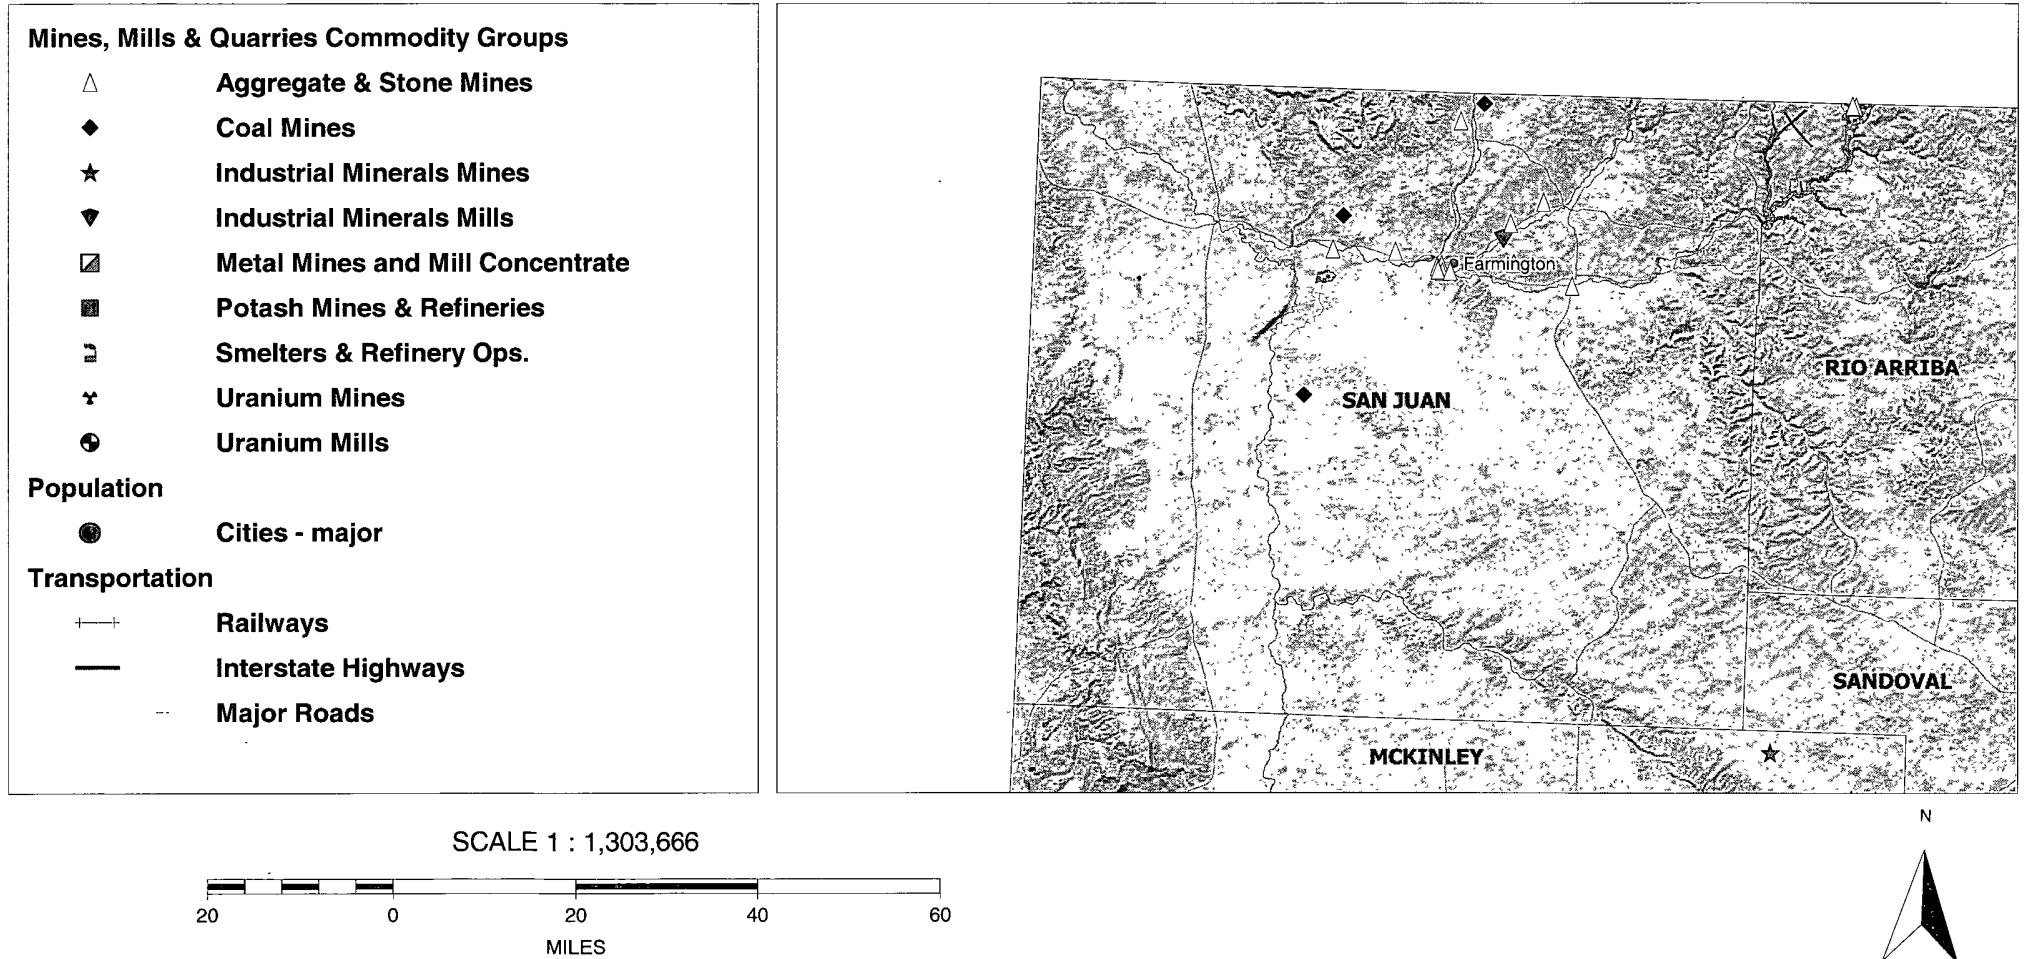 Mines, Mills & Quarries Commodity Groups
Aggregate & Stone Mines
Coal Mines
Industrial Minerals Mines
Industrial Minerals Mills
Metal Mines and Mill Concentrate
Potash Mines & Refineries
Smelters & Refinery Ops.
Uranium Mines
Uranium Mills
Population
Cities - major
Transportation
Railways
Interstate Highways
Major Roads
Farmington
RIO ARRIBA
SAN JUAN
SANDOVAL
MCKINLEY
SCALE 1 : 1,303,666
20 0 20 40 60
MILES
N